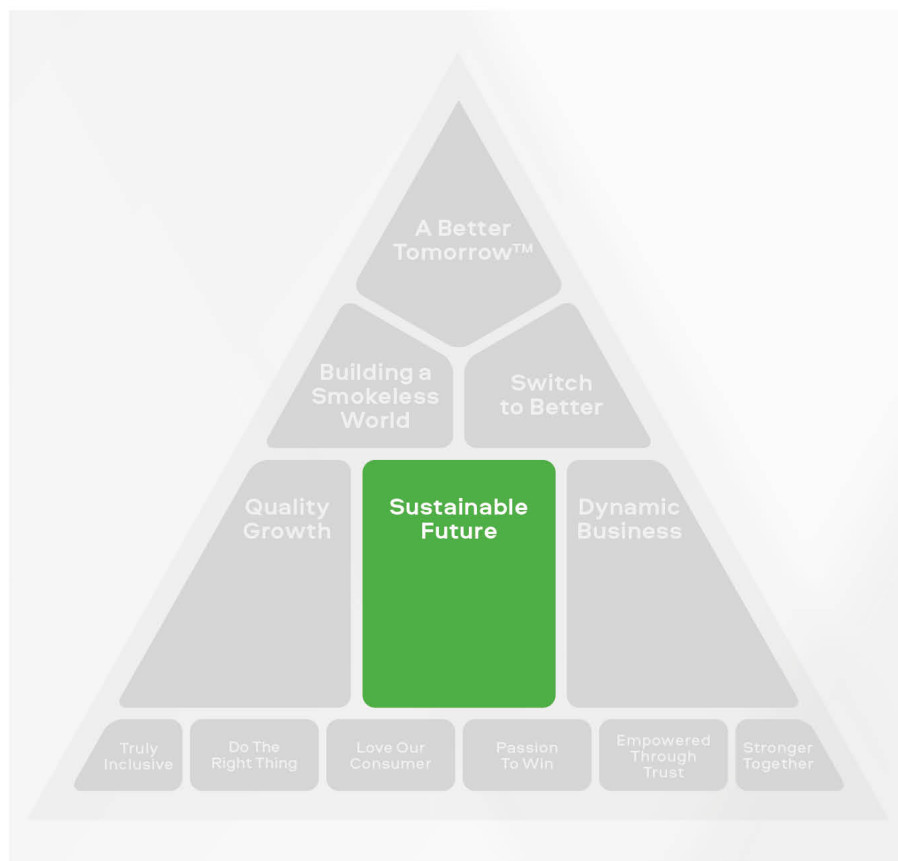 A Better
Tomorrow™
Building a
Smokeless
World
Switch
to Better
Quality
Growth
Sustainable
Future
Dynamic
Business
Truly
Inclusive
Do The
Right Thing
Love Our
Consumer
Passion
To Win
Empowered
Through
Trust
Stronger
Together